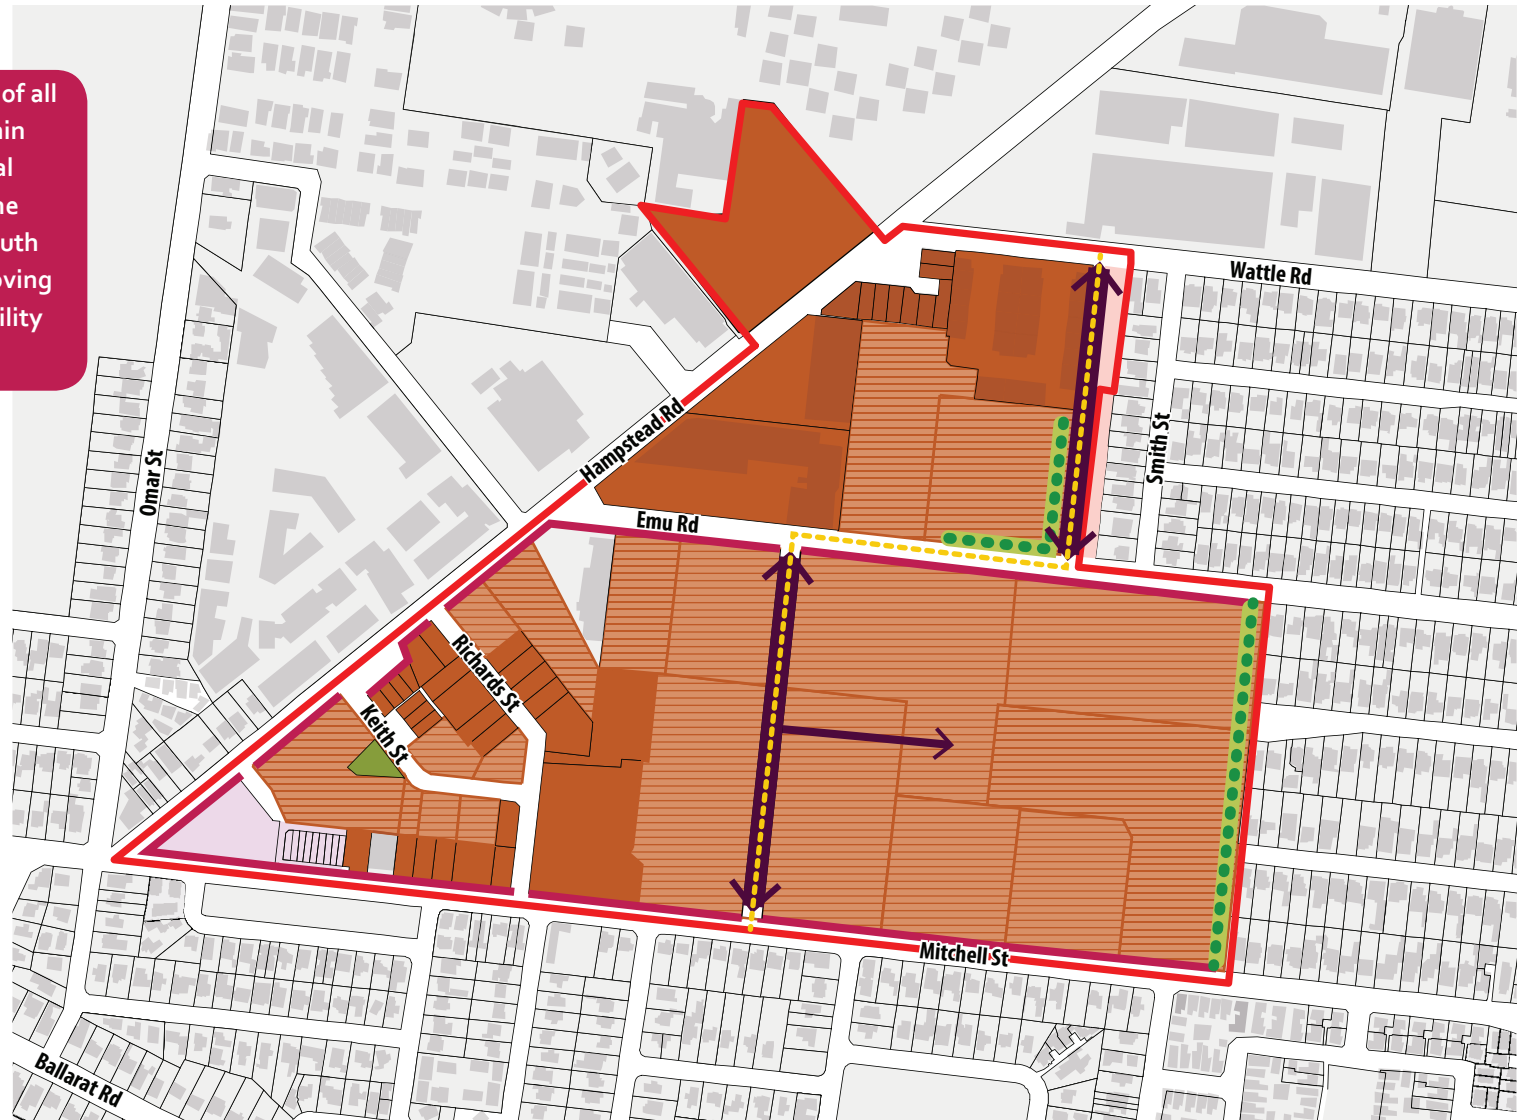 of all
ain
al
ne
uth
oving
ility
Wattle Rd
Smith St
Hampstead Rd
Omar St
Emu Rd
Richards St
Keith St
Mitchell St
Ballarat Rd